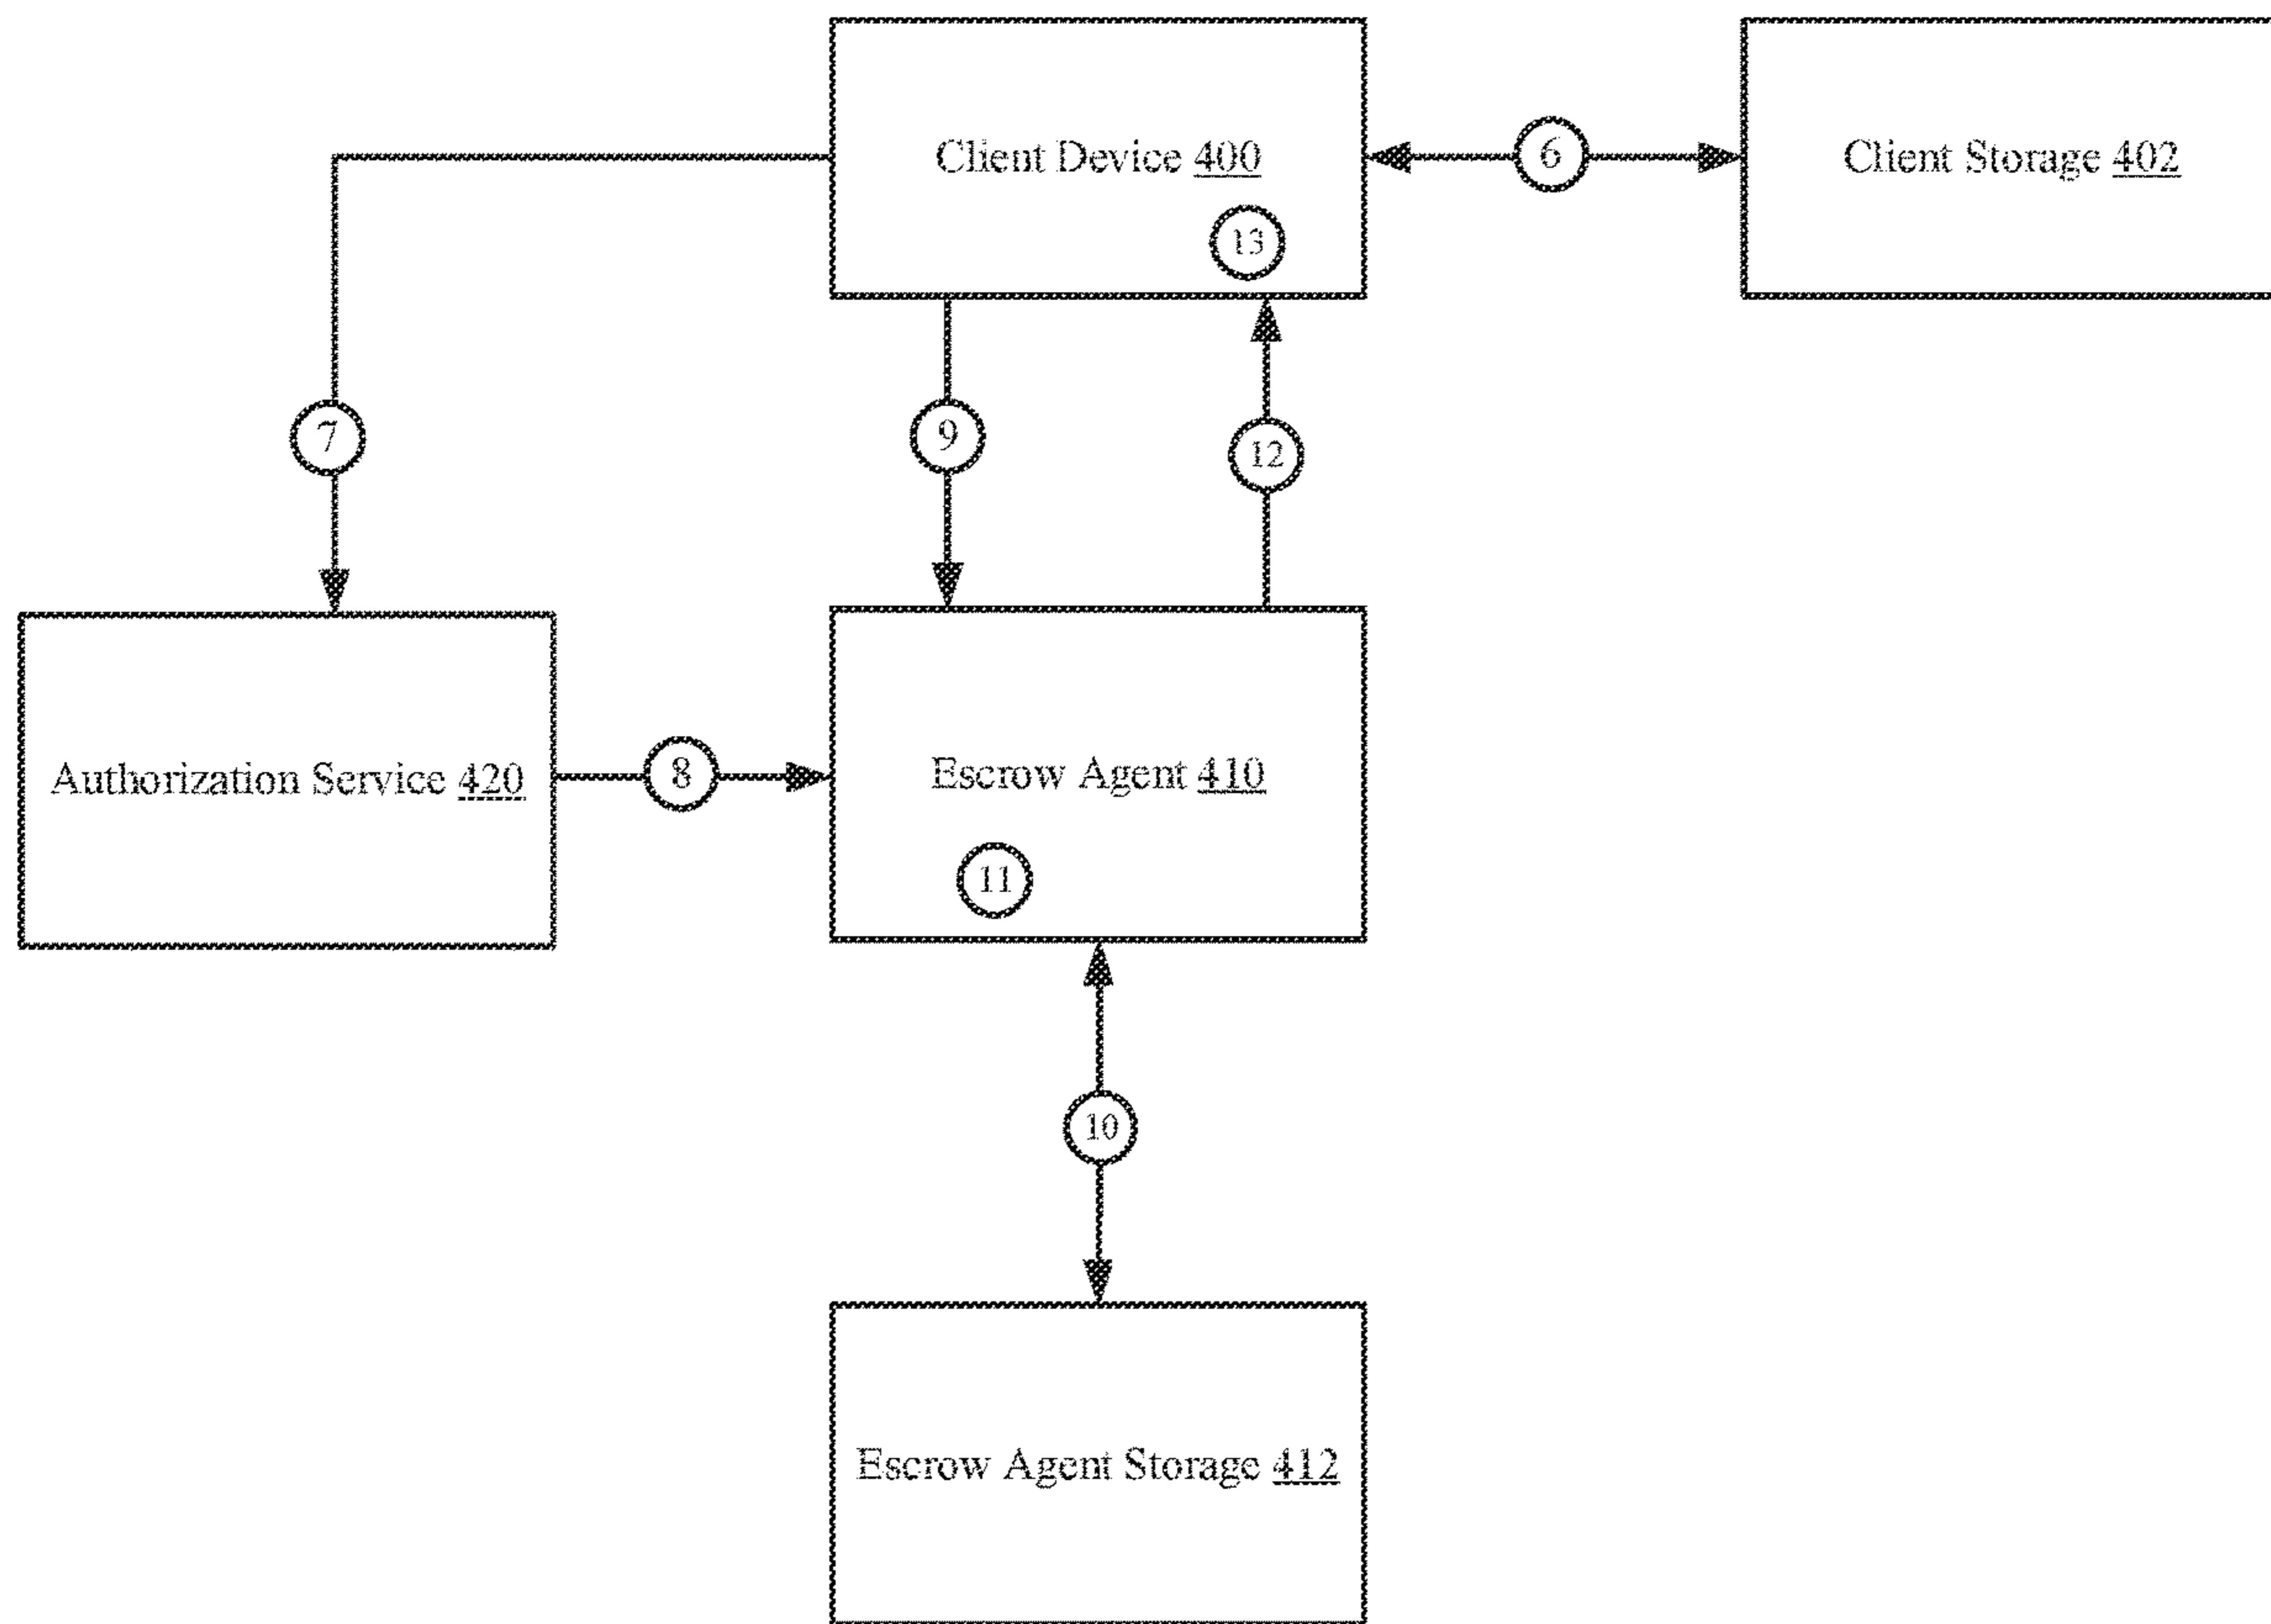 Client Device 400
6
Client Storage 402
13
7
9
12
Authorization Service 420
8
Escrow Agent 410
11
10
Escrow Agent Storage 412